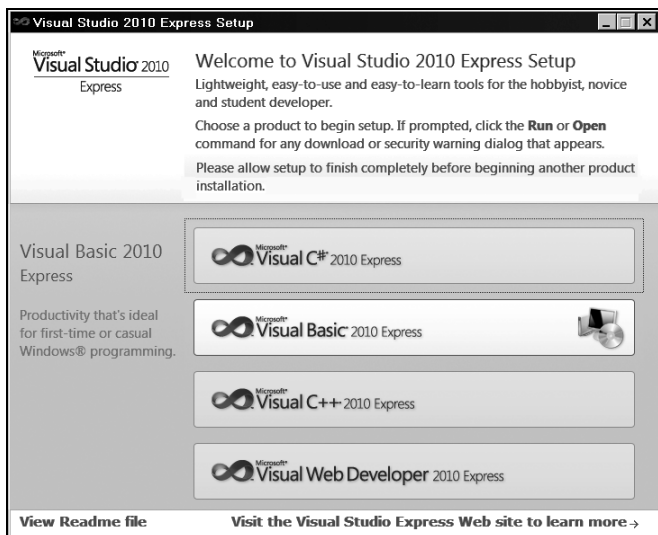 Visual Studio 2010 Express Setup
Microsoft®
Visual Studio® 2010
Express
Welcome to Visual Studio 2010 Express Setup
Lightweight, easy-to-use and easy-to-learn tools for the hobbyist, novice
and student developer.
Choose a product to begin setup. If prompted, click the Run or Open
command for any download or security warning dialog that appears.
Please allow setup to finish completely before beginning another product
installation.
Visual Basic 2010
Express
Productivity that's ideal
for first-time or casual
Windows® programming.
Microsoft®
Visual C#® 2010 Express
Microsoft®
Visual Basic® 2010 Express
Microsoft®
Visual C++® 2010 Express
Microsoft®
Visual Web Developer™ 2010 Express
View Readme file
Visit the Visual Studio Express Web site to learn more →